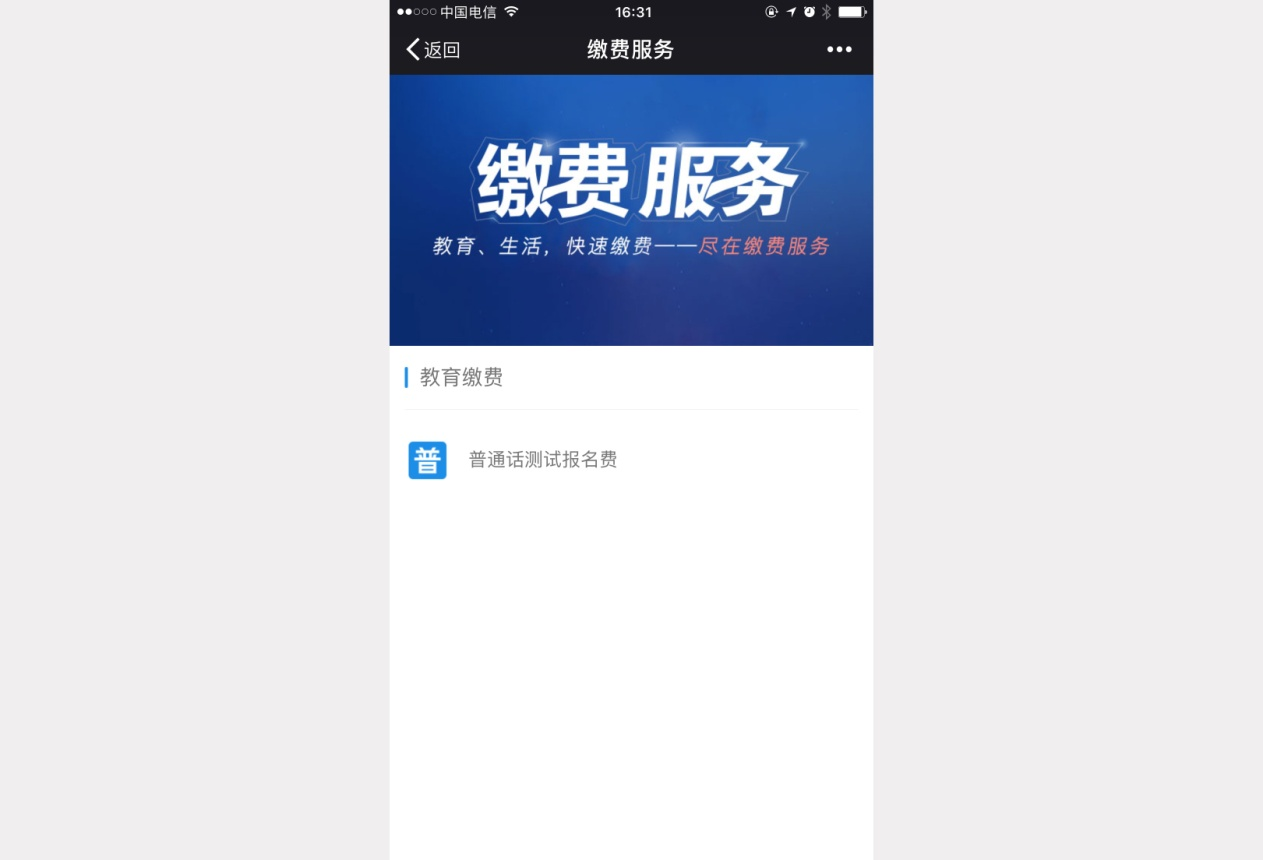 中国电信 16:31
返回 缴费服务
缴费服务
教育、生活，快速缴费——尽在缴费服务
教育缴费
普 普通话测试报名费